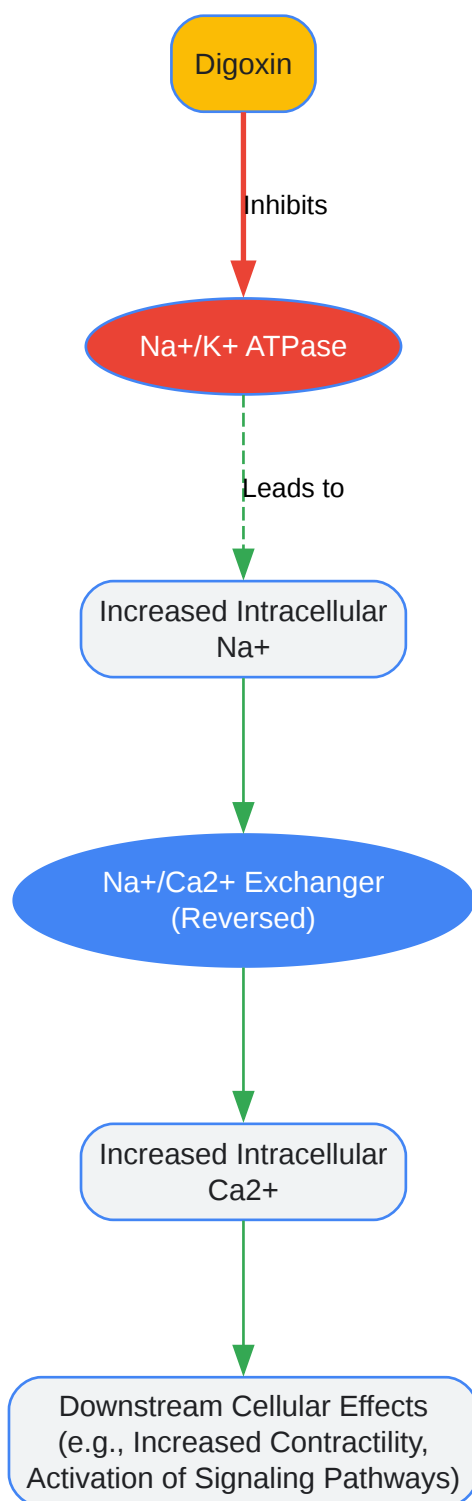 Digoxin
Inhibits
Na+/K+ ATPase
Leads to
Increased Intracellular
Na+
Na+/Ca2+ Exchanger
(Reversed)
Increased Intracellular
Ca2+
Downstream Cellular Effects
(e.g., Increased Contractility,
Activation of Signaling Pathways)